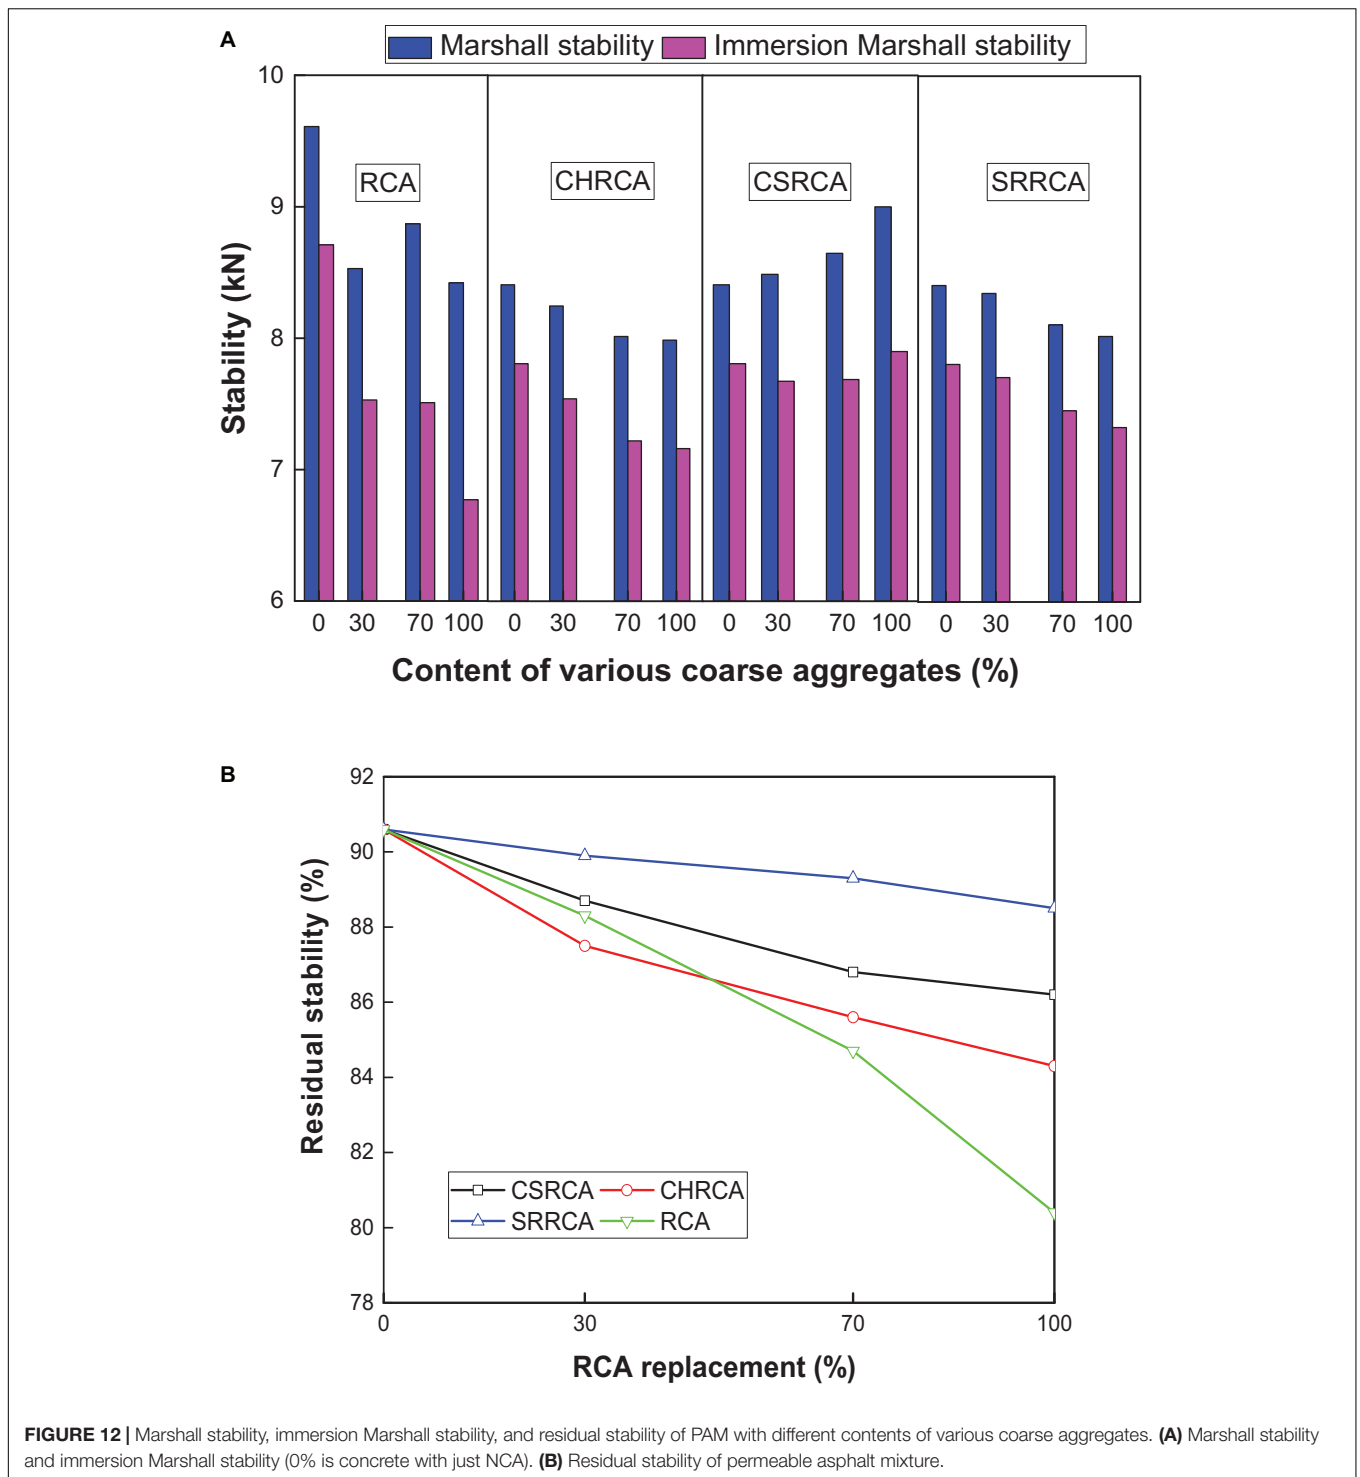 A
Marshall stability Immersion Marshall stability
10
9
8
7
6
Stability (kN)
RCA
CHRCA
CSRCA
SRRCA
0 30 70 100 0 30 70 100 0 30 70 100 0 30 70 100
Content of various coarse aggregates (%)
B
92
90
88
86
84
82
80
78
Residual stability (%)
CSRCA CHRCA
SRRCA RCA
0 30 70 100
RCA replacement (%)
FIGURE 12 | Marshall stability, immersion Marshall stability, and residual stability of PAM with different contents of various coarse aggregates. (A) Marshall stability
and immersion Marshall stability (0% is concrete with just NCA). (B) Residual stability of permeable asphalt mixture.